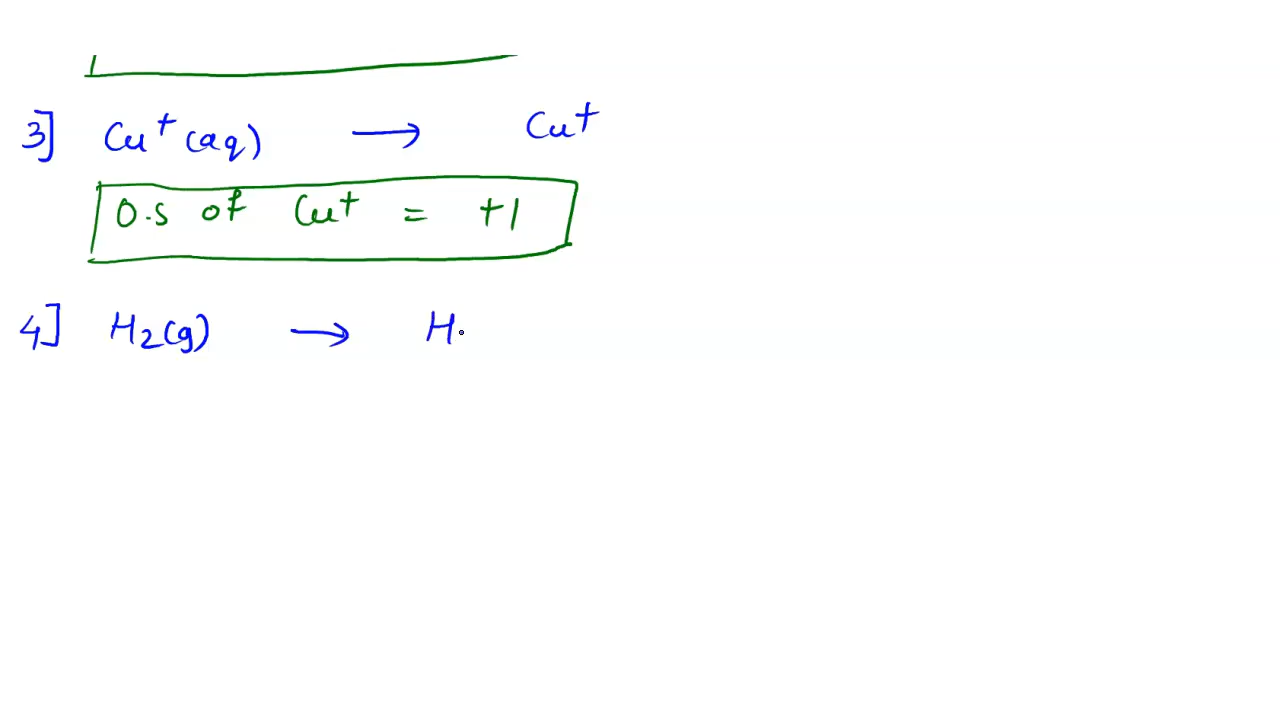 3] Cu⁺ (aq) → Cu⁺
O.S of Cu⁺ = +1
4] H₂(g) → H